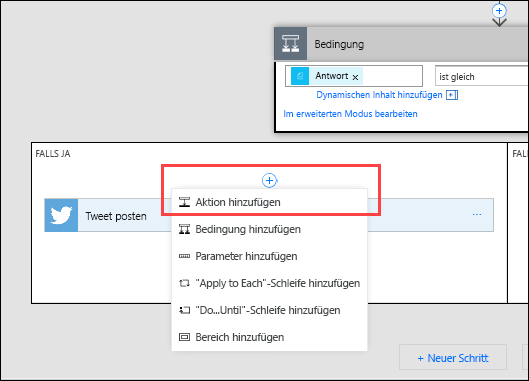 Bedingung
Antwort x
ist gleich
Dynamischen Inhalt hinzufügen
Im erweiterten Modus bearbeiten
FALLS JA
FAL
Aktion hinzufügen
Tweet posten ...
Bedingung hinzufügen
Parameter hinzufügen
"Apply to Each"-Schleife hinzufügen
"Do...Until"-Schleife hinzufügen
Bereich hinzufügen
+ Neuer Schritt